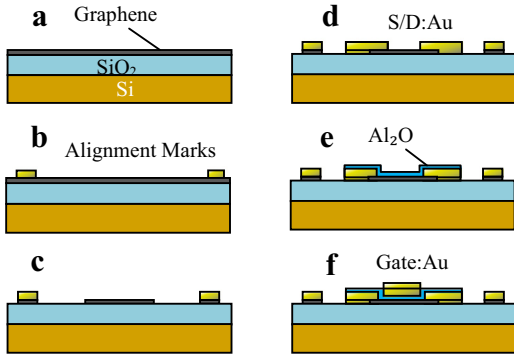 a
Graphene
SiO₂
Si
b
Alignment Marks
c
d
S/D:Au
e
Al₂O
f
Gate:Au